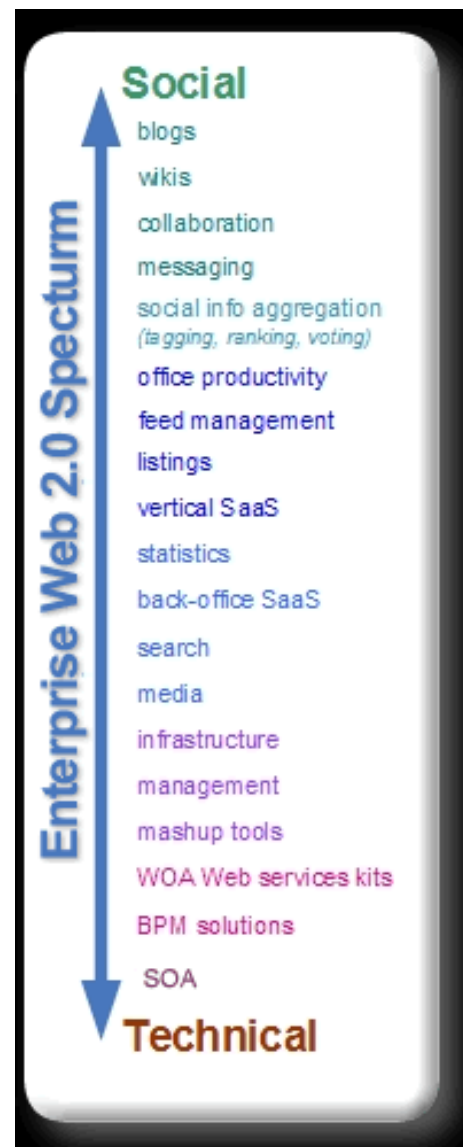 Social
blogs
wikis
collaboration
messaging
social info aggregation
(tagging, ranking, voting)
office productivity
feed management
listings
vertical SaaS
statistics
back-office SaaS
search
media
infrastructure
management
mashup tools
WOA Web services kits
BPM solutions
SOA
Technical
Enterprise Web 2.0 Specturm